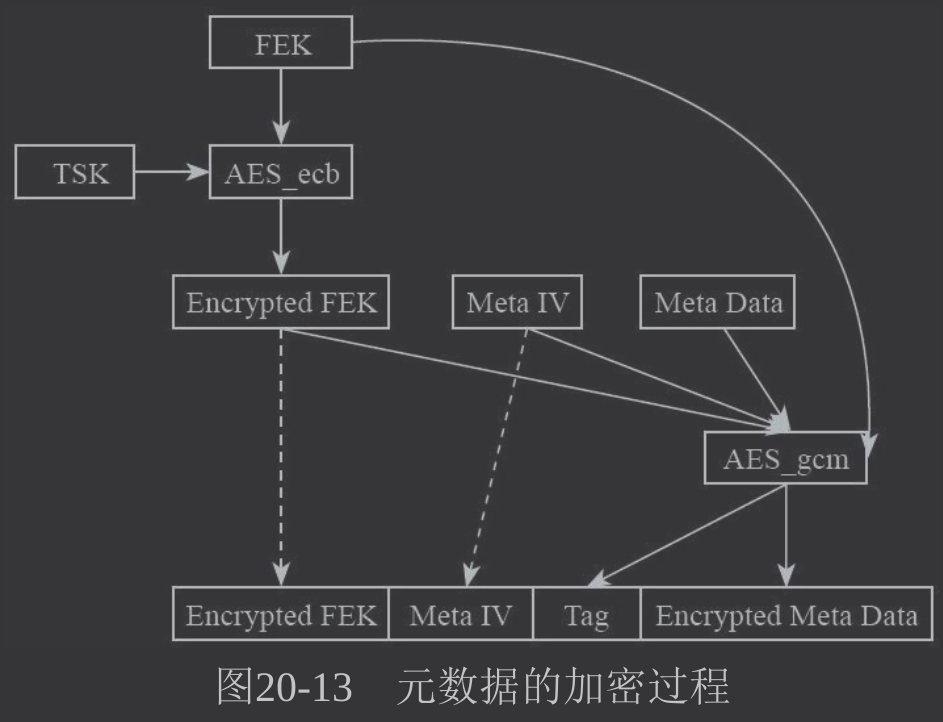 FEK
TSK
AES_ecb
Encrypted FEK
Meta IV
Meta Data
AES_gcm
Encrypted FEK
Meta IV
Tag
Encrypted Meta Data
图20-13 元数据的加密过程